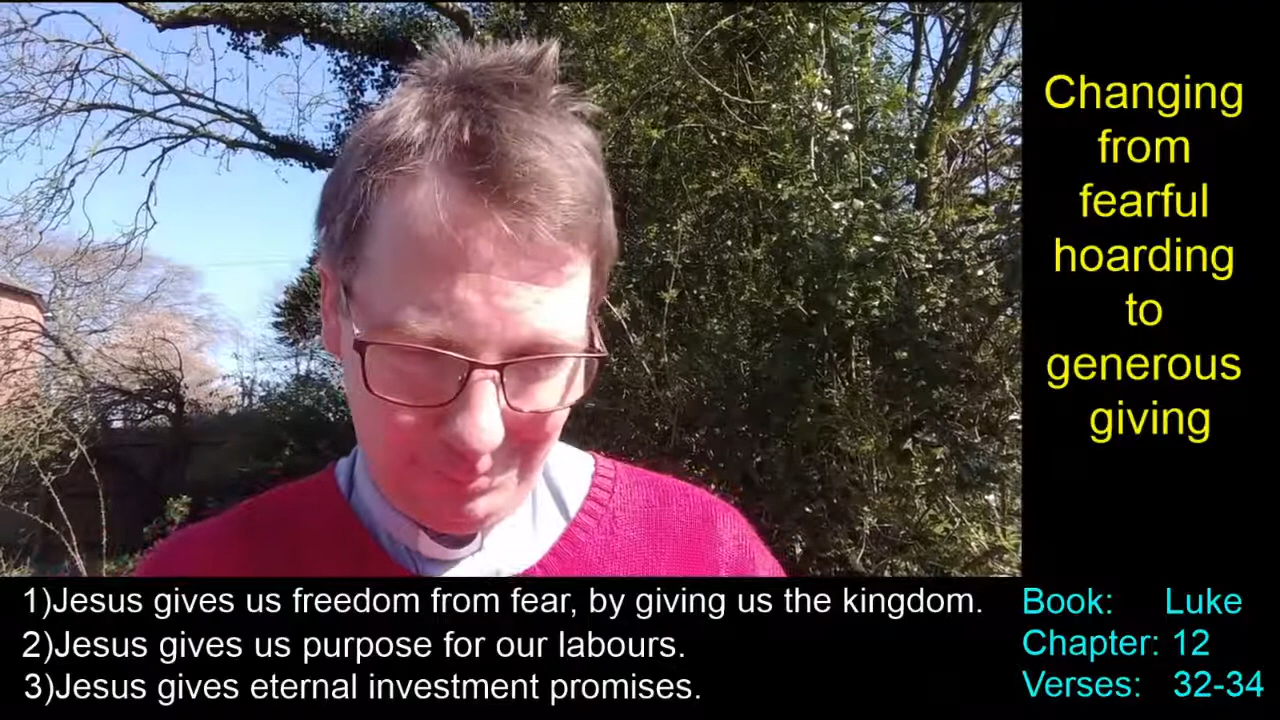 Changing
from
fearful
hoarding
to
generous
giving
1)Jesus gives us freedom from fear, by giving us the kingdom.
2)Jesus gives us purpose for our labours.
3)Jesus gives eternal investment promises.
Book: Luke
Chapter: 12
Verses: 32-34